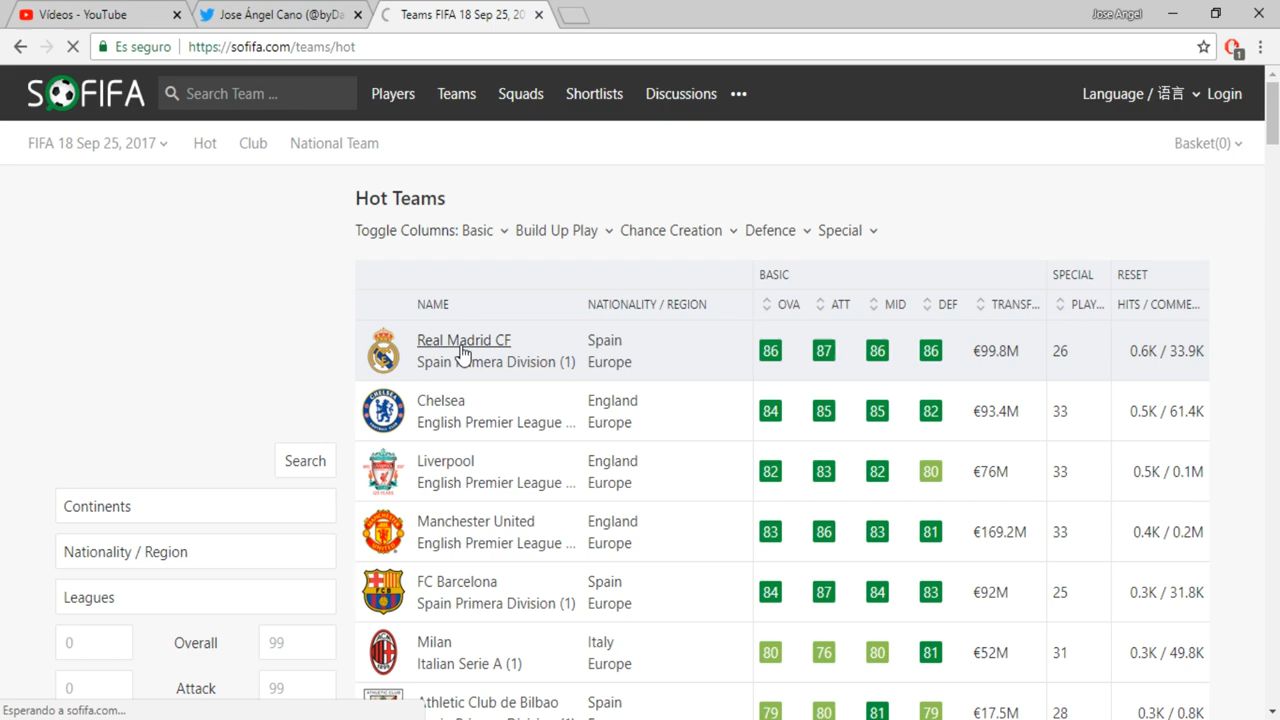 Vídeos - YouTube
Jose Ángel Cano (@byDa
Teams FIFA 18 Sep 25, 20
Jose Angel
Es seguro https://sofifa.com/teams/hot
1
SOFIFA Search Team ... Players Teams Squads Shortlists Discussions ••• Language / 语言 Login
FIFA 18 Sep 25, 2017 Hot Club National Team Basket(0)
Hot Teams
Toggle Columns: Basic Build Up Play Chance Creation Defence Special
BASIC SPECIAL RESET
NAME NATIONALITY / REGION OVA ATT MID DEF TRANSF... PLAY... HITS / COMME...
Real Madrid CF Spain
86 87 86 86 €99.8M 26 0.6K / 33.9K
Spain Primera Division (1) Europe
Chelsea England
84 85 85 82 €93.4M 33 0.5K / 61.4K
English Premier League ... Europe
Liverpool England
82 83 82 80 €76M 33 0.5K / 0.1M
English Premier League ... Europe
Manchester United England
83 86 83 81 €169.2M 33 0.4K / 0.2M
English Premier League ... Europe
FC Barcelona Spain
84 87 84 83 €92M 25 0.3K / 31.8K
Spain Primera Division (1) Europe
Milan Italy
80 76 80 81 €52M 31 0.3K / 49.8K
Italian Serie A (1) Europe
Athletic Club de Bilbao Spain
79 80 81 79 €17.5M 28 0.3K / 0.8K
Search
Continents
Nationality / Region
Leagues
0 Overall 99
0 Attack 99
Esperando a sofifa.com...